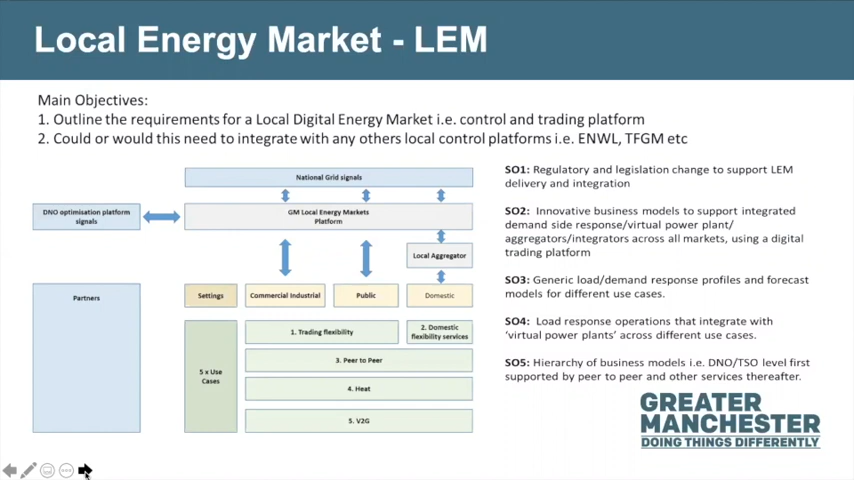 Local Energy Market - LEM
Main Objectives:
1. Outline the requirements for a Local Digital Energy Market i.e. control and trading platform
2. Could or would this need to integrate with any others local control platforms i.e. ENWL, TFGM etc
National Grid signals
DNO optimisation platform
signals
GM Local Energy Markets
Platform
Local Aggregator
Partners
Settings
Commercial Industrial
Public
Domestic
5 x Use
Cases
1. Trading flexibility
2. Domestic
flexibility services
3. Peer to Peer
4. Heat
5. V2G
SO1: Regulatory and legislation change to support LEM
delivery and integration
SO2: Innovative business models to support integrated
demand side response/virtual power plant/
aggregators/integrators across all markets, using a digital
trading platform
SO3: Generic load/demand response profiles and forecast
models for different use cases.
SO4: Load response operations that integrate with
‘virtual power plants’ across different use cases.
SO5: Hierarchy of business models i.e. DNO/TSO level first
supported by peer to peer and other services thereafter.
GREATER
MANCHESTER
DOING THINGS DIFFERENTLY